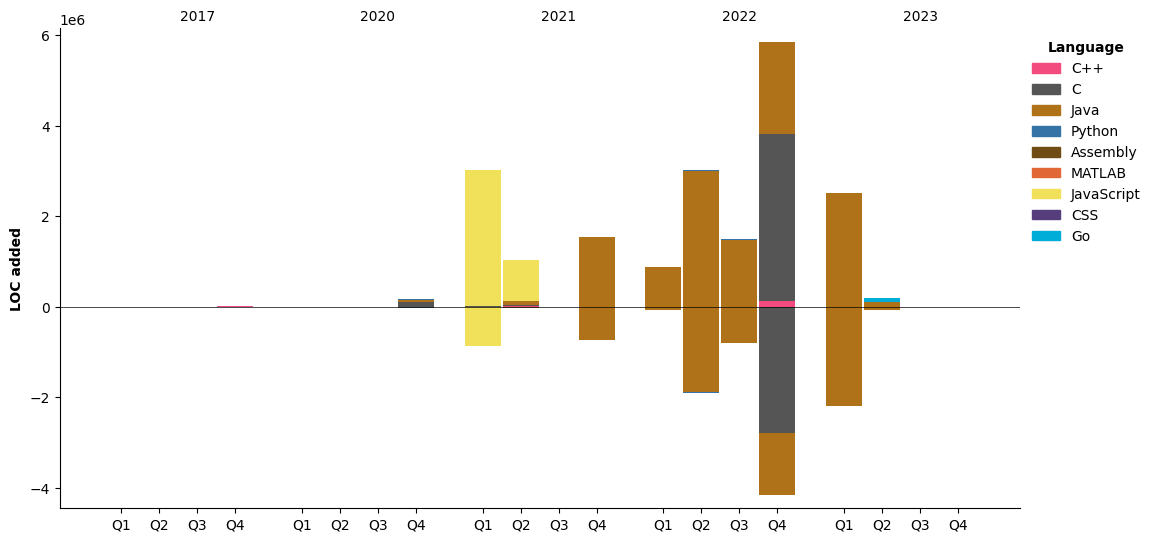 1e6
2017 2020 2021 2022 2023
6
4
2
0
−2
−4
LOC added
Q1 Q2 Q3 Q4 Q1 Q2 Q3 Q4 Q1 Q2 Q3 Q4 Q1 Q2 Q3 Q4 Q1 Q2 Q3 Q4
Language
C++
C
Java
Python
Assembly
MATLAB
JavaScript
CSS
Go